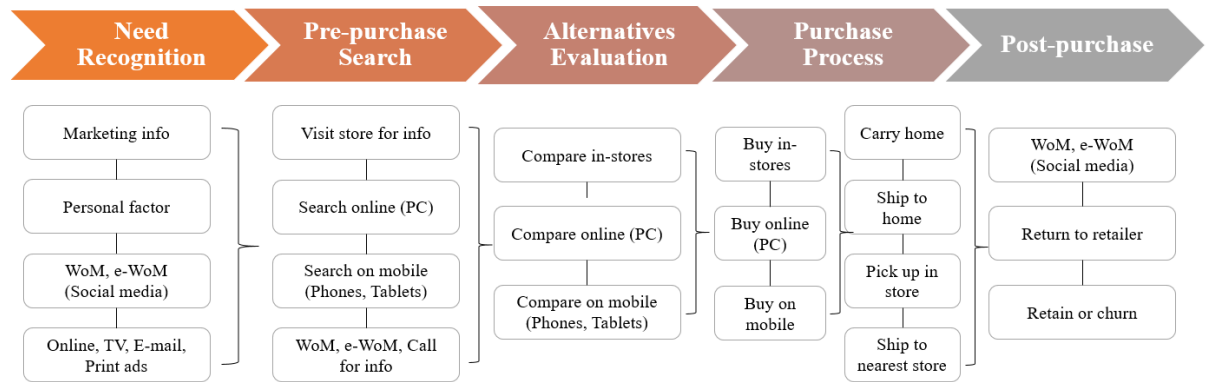 Need
Recognition
Pre-purchase
Search
Alternatives
Evaluation
Purchase
Process
Post-purchase
Marketing info
Personal factor
WoM, e-WoM
(Social media)
Online, TV, E-mail,
Print ads
Visit store for info
Search online (PC)
Search on mobile
(Phones, Tablets)
WoM, e-WoM, Call
for info
Compare in-stores
Compare online (PC)
Compare on mobile
(Phones, Tablets)
Buy in-
stores
Buy online
(PC)
Buy on
mobile
Carry home
Ship to
home
Pick up in
store
Ship to
nearest store
WoM, e-WoM
(Social media)
Return to retailer
Retain or churn